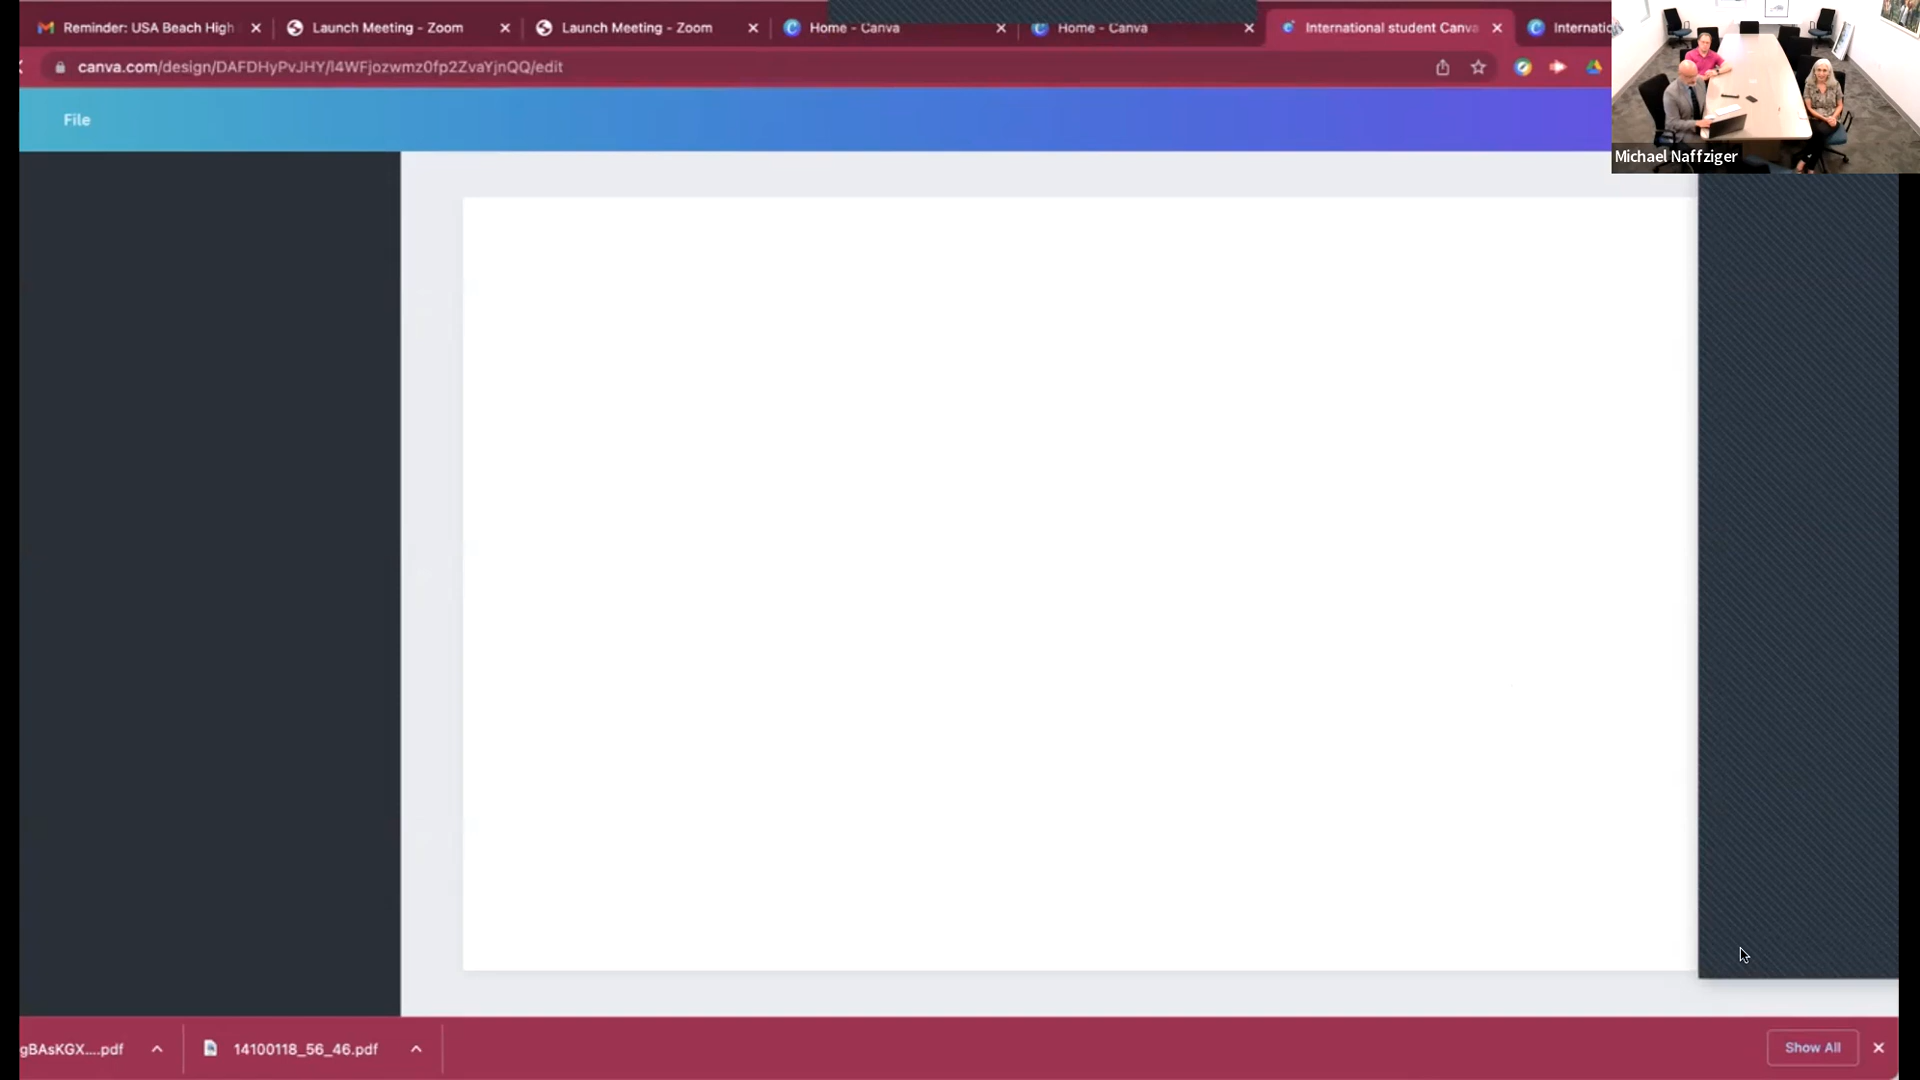 Reminder: USA Beach High
Launch Meeting - Zoom
Launch Meeting - Zoom
Home - Canva
Home - Canva
International student Canva
Internatio
canva.com/design/DAFDHyPvJHY/l4WFjozwmz0fp2ZvaYjnQQ/edit
File
Michael Naffziger
gBAsKGX....pdf
14100118_56_46.pdf
Show All